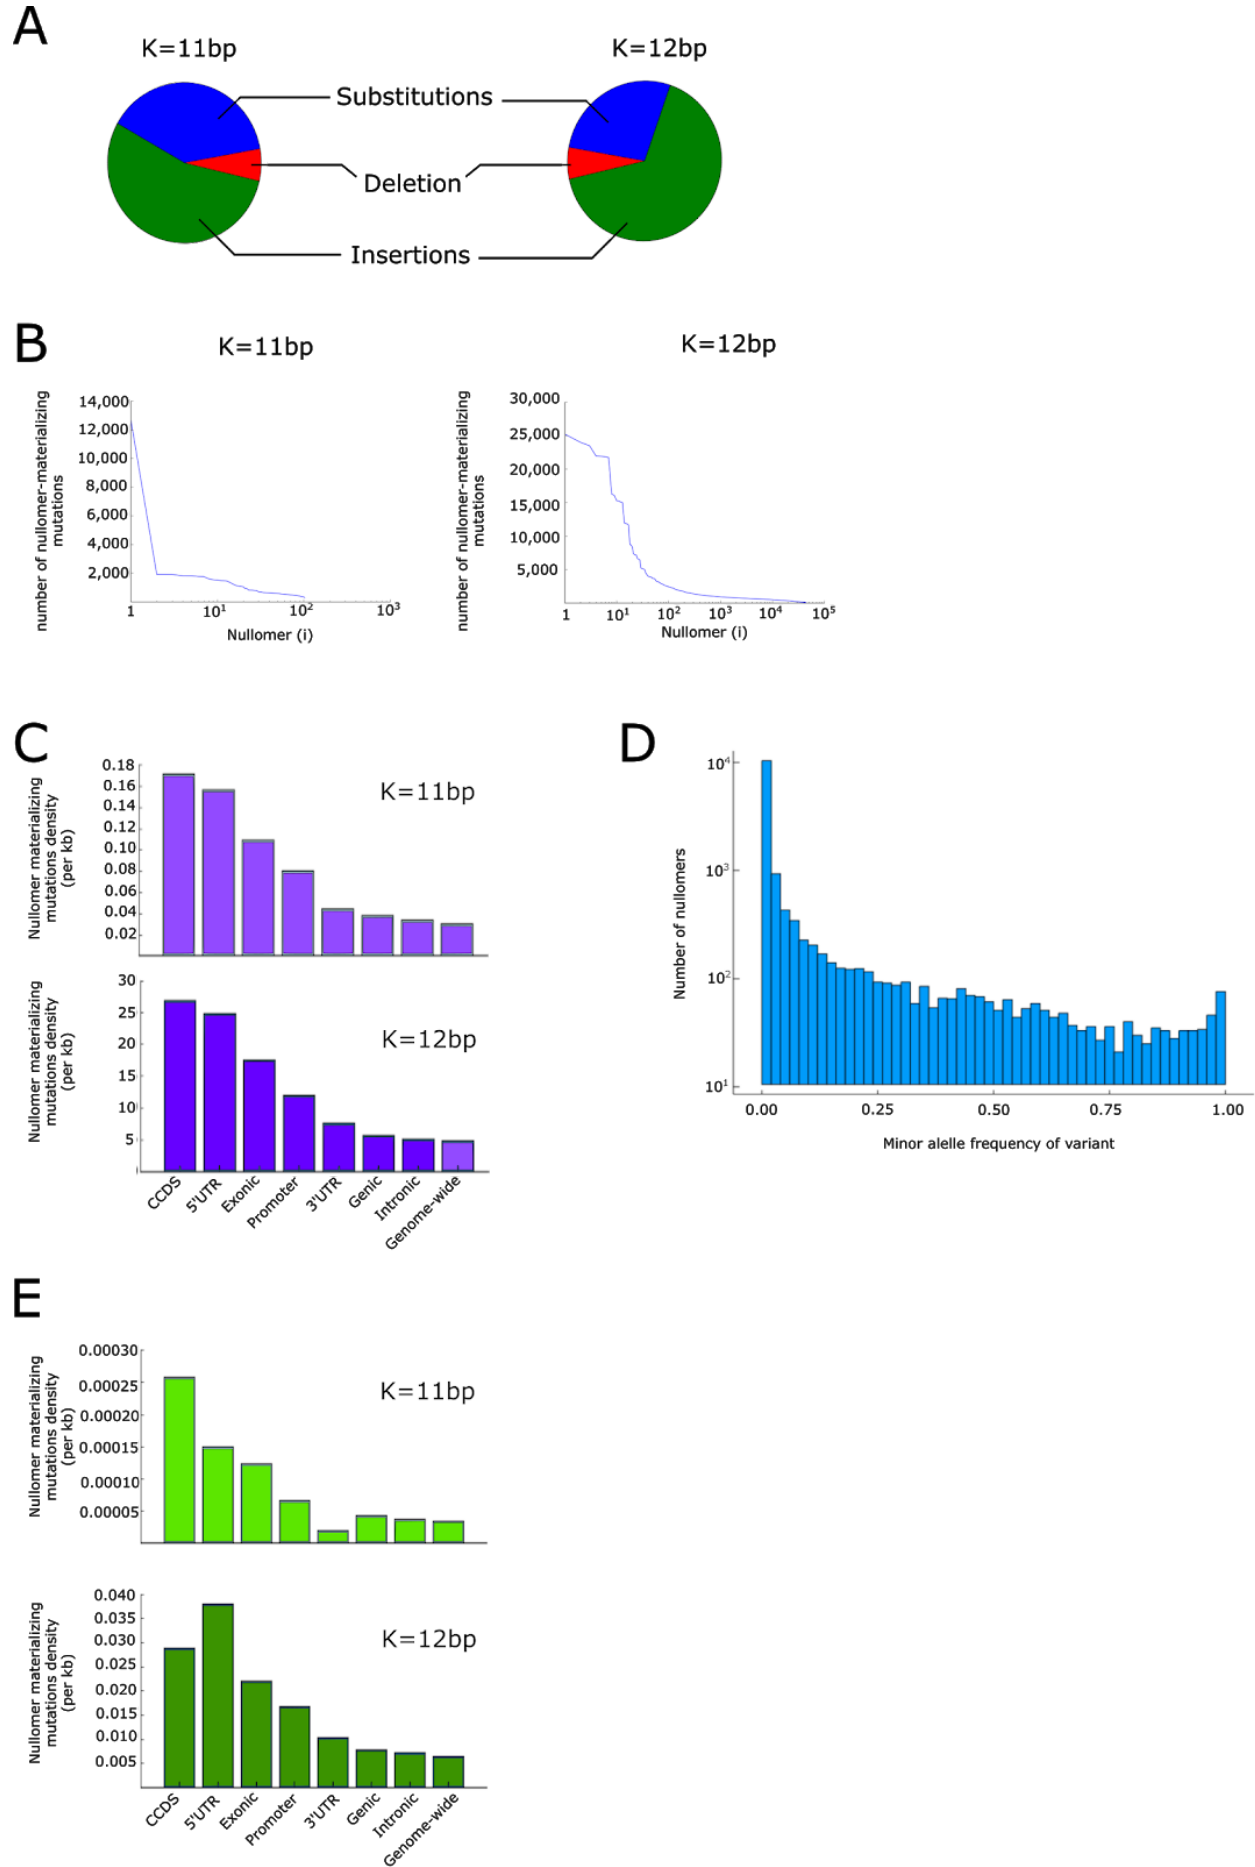 A
K=11bp
K=12bp
Substitutions
Deletion
Insertions
B
K=11bp
K=12bp
number of nullomer-materializing
mutations
14,000
12,000
10,000
8,000
6,000
4,000
2,000
1
10¹
10²
10³
Nullomer (i)
number of nullomer-materializing
mutations
30,000
25,000
20,000
15,000
10,000
5,000
1
10¹
10²
10³
10⁴
10⁵
Nullomer (i)
C
Nullomer materializing
mutations density
(per kb)
0.18
0.16
0.14
0.12
0.10
0.08
0.06
0.04
0.02
K=11bp
Nullomer materializing
mutations density
(per kb)
30
25
20
15
10
5
K=12bp
CCDS
5'UTR
Exonic
Promoter
3'UTR
Genic
Intronic
Genome-wide
D
Number of nullomers
10⁴
10³
10²
10¹
0.00
0.25
0.50
0.75
1.00
Minor alelle frequency of variant
E
Nullomer materializing
mutations density
(per kb)
0.00030
0.00025
0.00020
0.00015
0.00010
0.00005
K=11bp
Nullomer materializing
mutations density
(per kb)
0.040
0.035
0.030
0.025
0.020
0.015
0.010
0.005
K=12bp
CCDS
5'UTR
Exonic
Promoter
3'UTR
Genic
Intronic
Genome-wide